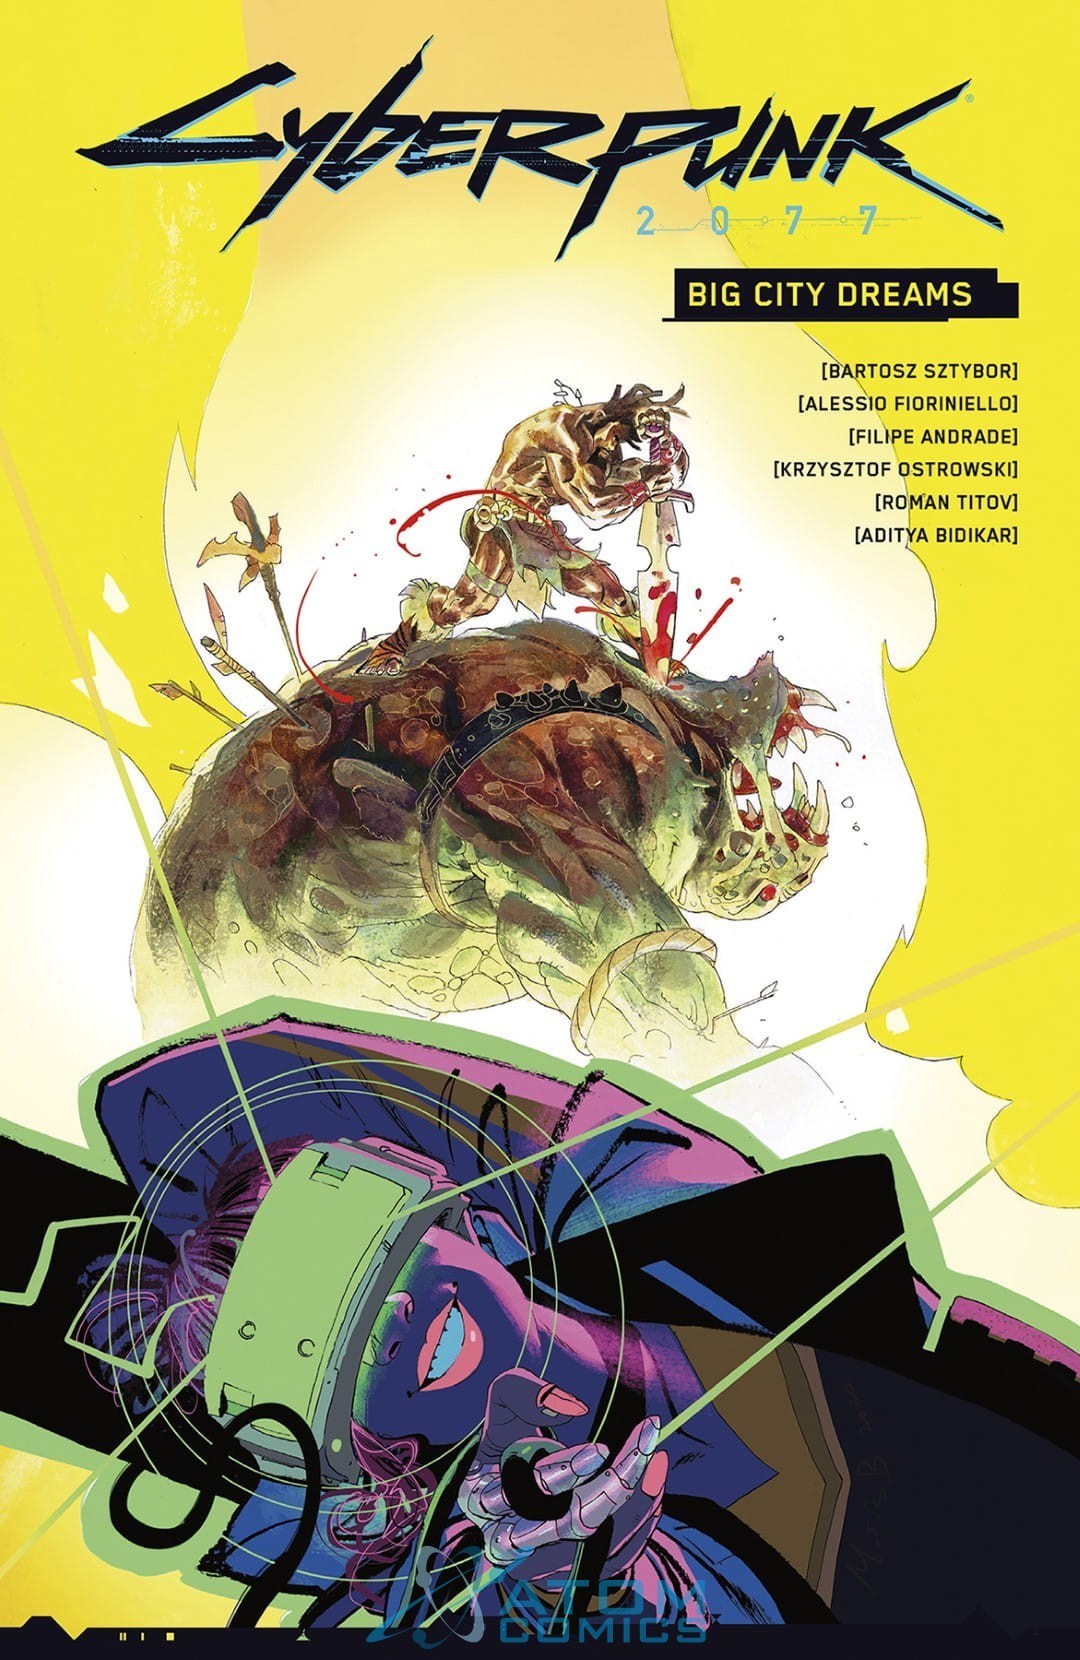 CYBERPUNK
2077
BIG CITY DREAMS
[BARTOSZ SZTYBOR]
[ALESSIO FIORINIELLO]
[FILIPE ANDRADE]
[KRZYSZTOF OSTROWSKI]
[ROMAN TITOV]
[ADITYA BIDIKAR]
ATOM
COMICS